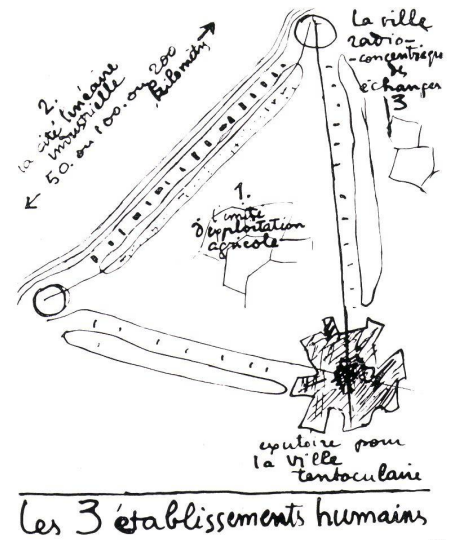 2.
la cité linéaire
industrielle
50. ou 100. ou 200
kilomètres
La ville
radio-
-concentrique
des
échanges
3
1.
L'unité
d'exploitation
agricole
exutoire pour
la ville
tentaculaire
Les 3 établissements humains